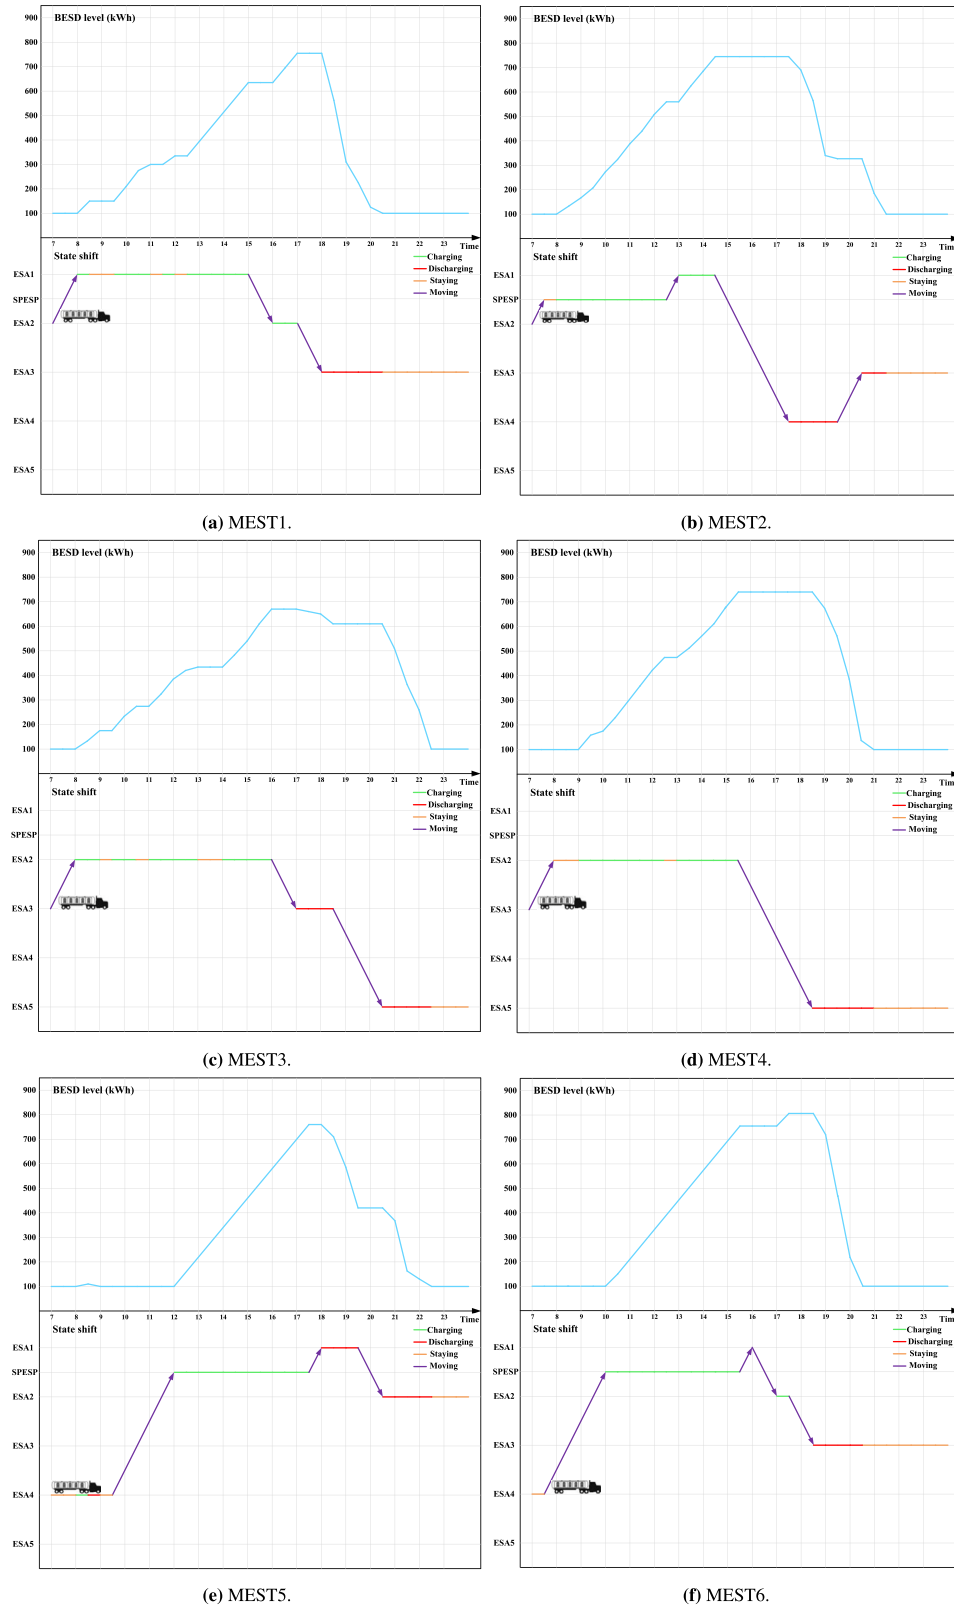 BESD level (kWh)
900
800
700
600
500
400
300
200
100
7 8 9 10 11 12 13 14 15 16 17 18 19 20 21 22 23
Time
State shift
Charging
Discharging
Staying
Moving
ESA1
SPESP
ESA2
ESA3
ESA4
ESA5
(a) MEST1.
BESD level (kWh)
900
800
700
600
500
400
300
200
100
7 8 9 10 11 12 13 14 15 16 17 18 19 20 21 22 23
Time
State shift
Charging
Discharging
Staying
Moving
ESA1
SPESP
ESA2
ESA3
ESA4
ESA5
(b) MEST2.
BESD level (kWh)
900
800
700
600
500
400
300
200
100
7 8 9 10 11 12 13 14 15 16 17 18 19 20 21 22 23
Time
State shift
Charging
Discharging
Staying
Moving
ESA1
SPESP
ESA2
ESA3
ESA4
ESA5
(c) MEST3.
BESD level (kWh)
900
800
700
600
500
400
300
200
100
7 8 9 10 11 12 13 14 15 16 17 18 19 20 21 22 23
Time
State shift
Charging
Discharging
Staying
Moving
ESA1
SPESP
ESA2
ESA3
ESA4
ESA5
(d) MEST4.
BESD level (kWh)
900
800
700
600
500
400
300
200
100
7 8 9 10 11 12 13 14 15 16 17 18 19 20 21 22 23
Time
State shift
Charging
Discharging
Staying
Moving
ESA1
SPESP
ESA2
ESA3
ESA4
ESA5
(e) MEST5.
BESD level (kWh)
900
800
700
600
500
400
300
200
100
7 8 9 10 11 12 13 14 15 16 17 18 19 20 21 22 23
Time
State shift
Charging
Discharging
Staying
Moving
ESA1
SPESP
ESA2
ESA3
ESA4
ESA5
(f) MEST6.